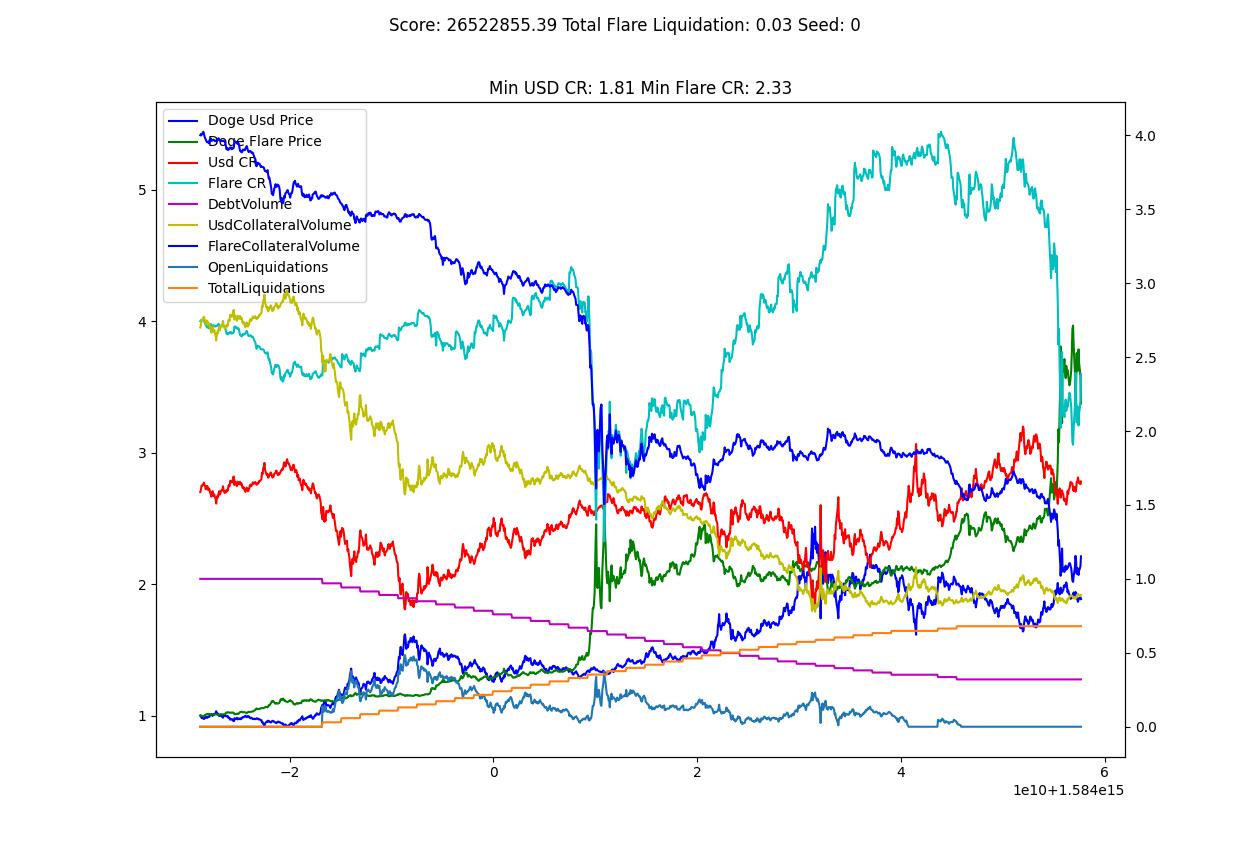 Score: 26522855.39 Total Flare Liquidation: 0.03 Seed: 0
Min USD CR: 1.81 Min Flare CR: 2.33
Doge Usd Price
Doge Flare Price
Usd CR
Flare CR
DebtVolume
UsdCollateralVolume
FlareCollateralVolume
OpenLiquidations
TotalLiquidations
5
4
3
2
1
4.0
3.5
3.0
2.5
2.0
1.5
1.0
0.5
0.0
−2
0
2
4
6
1e10+1.584e15